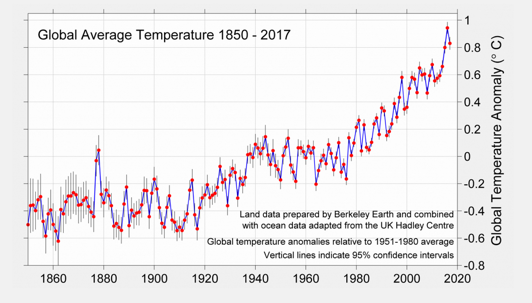 Global Average Temperature 1850 - 2017
1
0.8
0.6
0.4
0.2
0
-0.2
-0.4
-0.6
-0.8
Global Temperature Anomaly (° C)
Land data prepared by Berkeley Earth and combined
with ocean data adapted from the UK Hadley Centre
Global temperature anomalies relative to 1951-1980 average
Vertical lines indicate 95% confidence intervals
1860 1880 1900 1920 1940 1960 1980 2000 2020